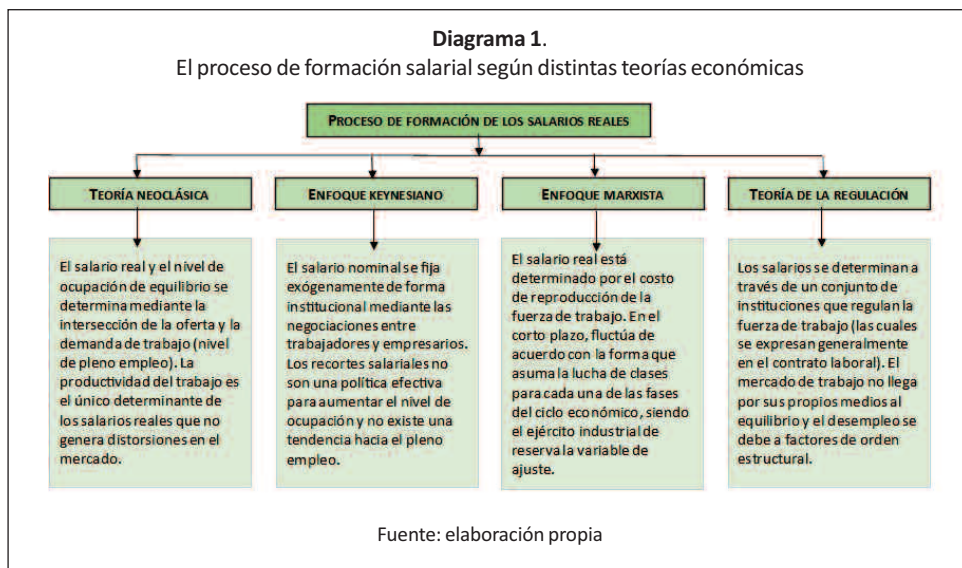 Diagrama 1.
El proceso de formación salarial según distintas teorías económicas
PROCESO DE FORMACIÓN DE LOS SALARIOS REALES
TEORÍA NEOCLÁSICA
El salario real y el nivel de
ocupación de equilibrio se
determina mediante la
intersección de la oferta y la
demanda de trabajo (nivel
de pleno empleo). La
productividad del trabajo es
el único determinante de
los salarios reales que no
genera distorsiones en el
mercado.
ENFOQUE KEYNESIANO
El salario nominal se fija
exógenamente de forma
institucional mediante las
negociaciones entre
trabajadores y empresarios.
Los recortes salariales no
son una política efectiva
para aumentar el nivel de
ocupación y no existe una
tendencia hacia el pleno
empleo.
ENFOQUE MARXISTA
El salario real está
determinado por el costo
de reproducción de la
fuerza de trabajo. En el
corto plazo, fluctúa de
acuerdo con la forma que
asuma la lucha de clases
para cada una de las fases
del ciclo económico, siendo
el ejército industrial de
reserva la variable de
ajuste.
TEORÍA DE LA REGULACIÓN
Los salarios se determinan a
través de un conjunto de
instituciones que regulan la
fuerza de trabajo (las cuales
se expresan generalmente
en el contrato laboral). El
mercado de trabajo no llega
por sus propios medios al
equilibrio y el desempleo se
debe a factores de orden
estructural.
Fuente: elaboración propia